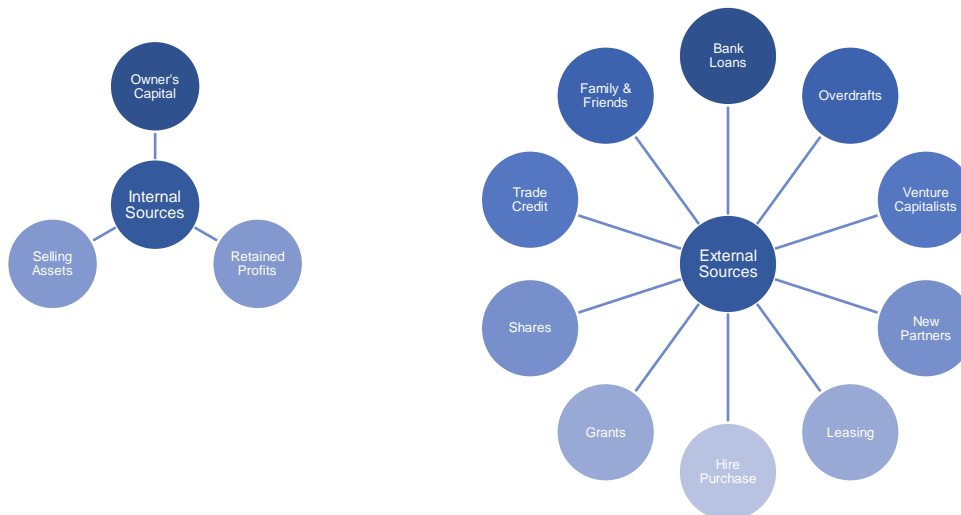 Owner's
Capital
Internal
Sources
Selling
Assets
Retained
Profits
Bank
Loans
Overdrafts
Venture
Capitalists
New
Partners
Leasing
Hire
Purchase
Grants
Shares
Trade
Credit
Family &
Friends
External
Sources